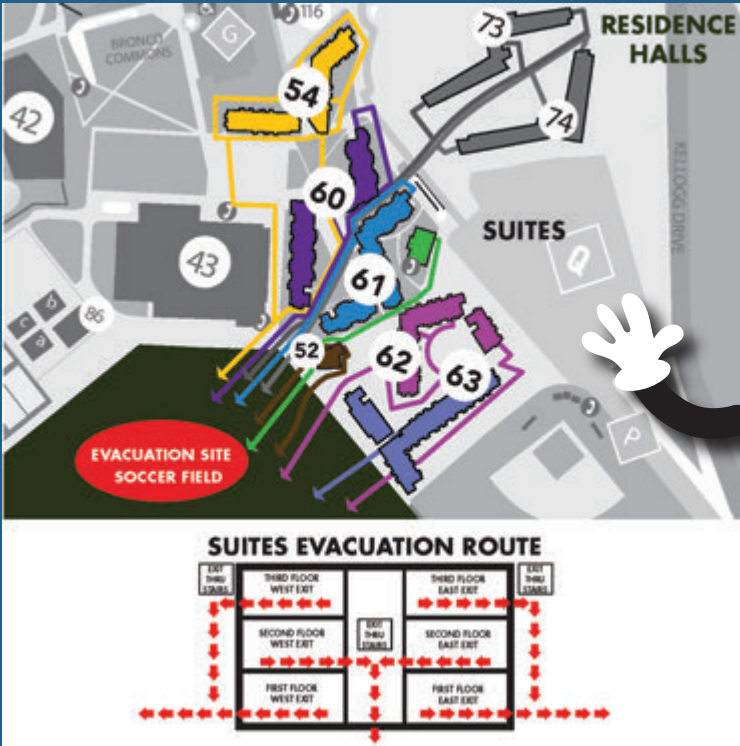 116
73
RESIDENCE
HALLS
BRONCO
COMMONS
G
54
42
74
KELLOGG DRIVE
60
SUITES
43
61
b
a
c
86
52
62
63
P
EVACUATION SITE
SOCCER FIELD
SUITES EVACUATION ROUTE
EXIT
THRU
STAIRS
THIRD FLOOR
WEST EXIT
THIRD FLOOR
EAST EXIT
EXIT
THRU
STAIRS
SECOND FLOOR
WEST EXIT
EXIT
THRU
STAIRS
SECOND FLOOR
EAST EXIT
FIRST FLOOR
WEST EXIT
FIRST FLOOR
EAST EXIT